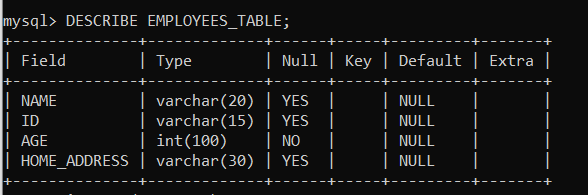 mysql> DESCRIBE EMPLOYEES_TABLE;
+--------------+-------------+------+-----+---------+-------+
| Field        | Type        | Null | Key | Default | Extra |
+--------------+-------------+------+-----+---------+-------+
| NAME         | varchar(20) | YES  |     | NULL    |       |
| ID           | varchar(15) | YES  |     | NULL    |       |
| AGE          | int(100)    | NO   |     | NULL    |       |
| HOME_ADDRESS | varchar(30) | YES  |     | NULL    |       |
+--------------+-------------+------+-----+---------+-------+